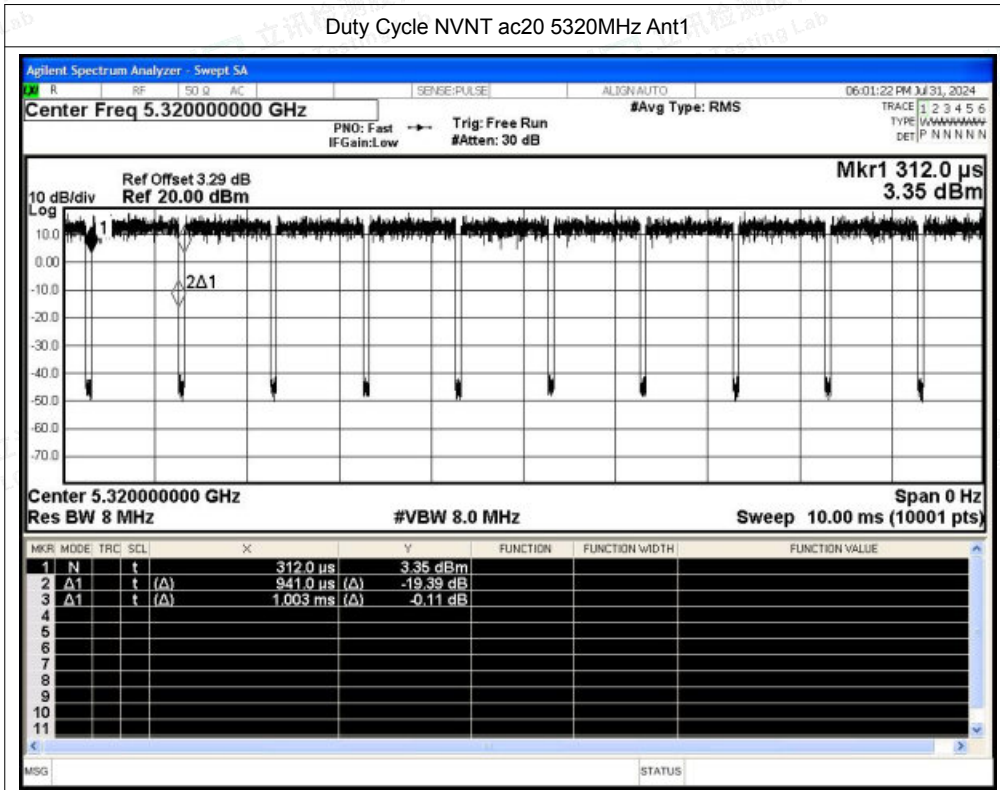 Duty Cycle NVNT ac20 5320MHz Ant1
Agilent Spectrum Analyzer - Swept SA
R RF 50 Ω AC SENSE:PULSE ALIGNAUTO 06:01:22 PM Jul 31, 2024
Center Freq 5.320000000 GHz #Avg Type: RMS TRACE 1 2 3 4 5 6
PNO: Fast Trig: Free Run TYPE
IFGain:Low #Atten: 30 dB DET P N N N N N
Mkr1 312.0 µs
Ref Offset 3.29 dB
10 dB/div Ref 20.00 dBm 3.35 dBm
Log
10.0
0.00
-10.0
-20.0
-30.0
-40.0
-50.0
-60.0
-70.0
1
2Δ1
Center 5.320000000 GHz Span 0 Hz
Res BW 8 MHz #VBW 8.0 MHz Sweep 10.00 ms (10001 pts)
MKR MODE TRC SCL X Y FUNCTION FUNCTION WIDTH FUNCTION VALUE
1 N t 312.0 µs 3.35 dBm
2 Δ1 t (Δ) 941.0 µs (Δ) -19.39 dB
3 Δ1 t (Δ) 1.003 ms (Δ) -0.11 dB
4
5
6
7
8
9
10
11
MSG STATUS